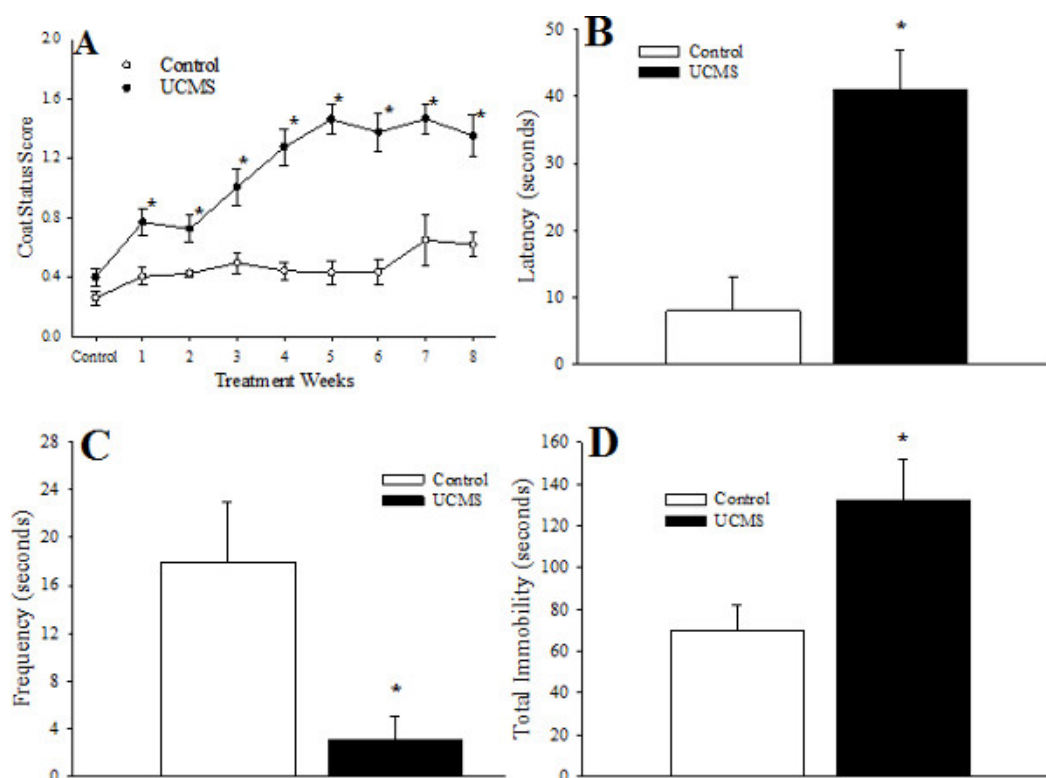 A
Control
UCMS
Coat Status Score
2.0
1.6
1.2
0.8
0.4
0.0
* * * * * * * *
Control 1 2 3 4 5 6 7 8
Treatment Weeks
B
Control
UCMS
Latency (seconds)
50
40
30
20
10
0
*
C
Control
UCMS
Frequency (seconds)
28
24
20
16
12
8
4
0
*
D
Control
UCMS
Total Immobility (seconds)
160
140
120
100
80
60
40
20
0
*